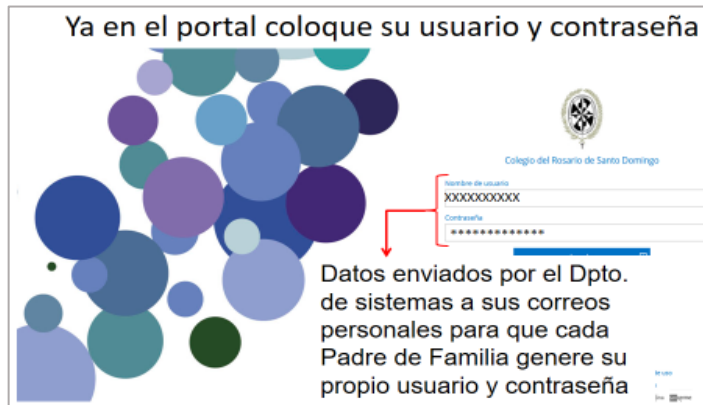 Ya en el portal coloque su usuario y contraseña
Colegio del Rosario de Santo Domingo
Nombre de usuario
XXXXXXXXXX
Contraseña
*************
Datos enviados por el Dpto.
de sistemas a sus correos
personales para que cada
Padre de Familia genere su
propio usuario y contraseña
de uso